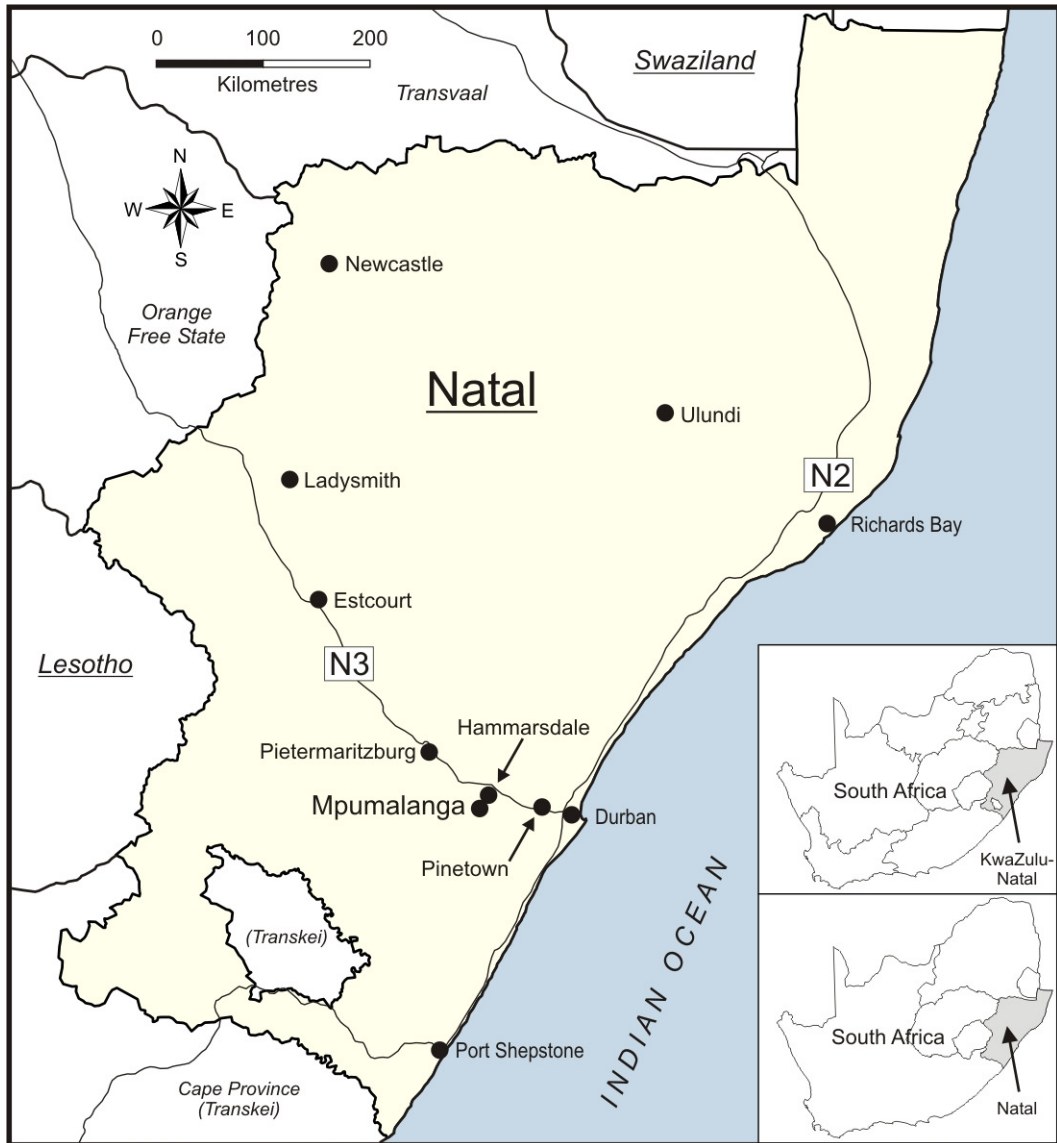 0 100 200
Kilometres
Swaziland
Transvaal
N
W E
S
Newcastle
Orange
Free State
Natal
Ulundi
Ladysmith
N2
Richards Bay
Estcourt
Lesotho
N3
Hammarsdale
Pietermaritzburg
Mpumalanga
Durban
Pinetown
(Transkei)
INDIAN OCEAN
Port Shepstone
Cape Province
(Transkei)
South Africa
KwaZulu-
Natal
South Africa
Natal